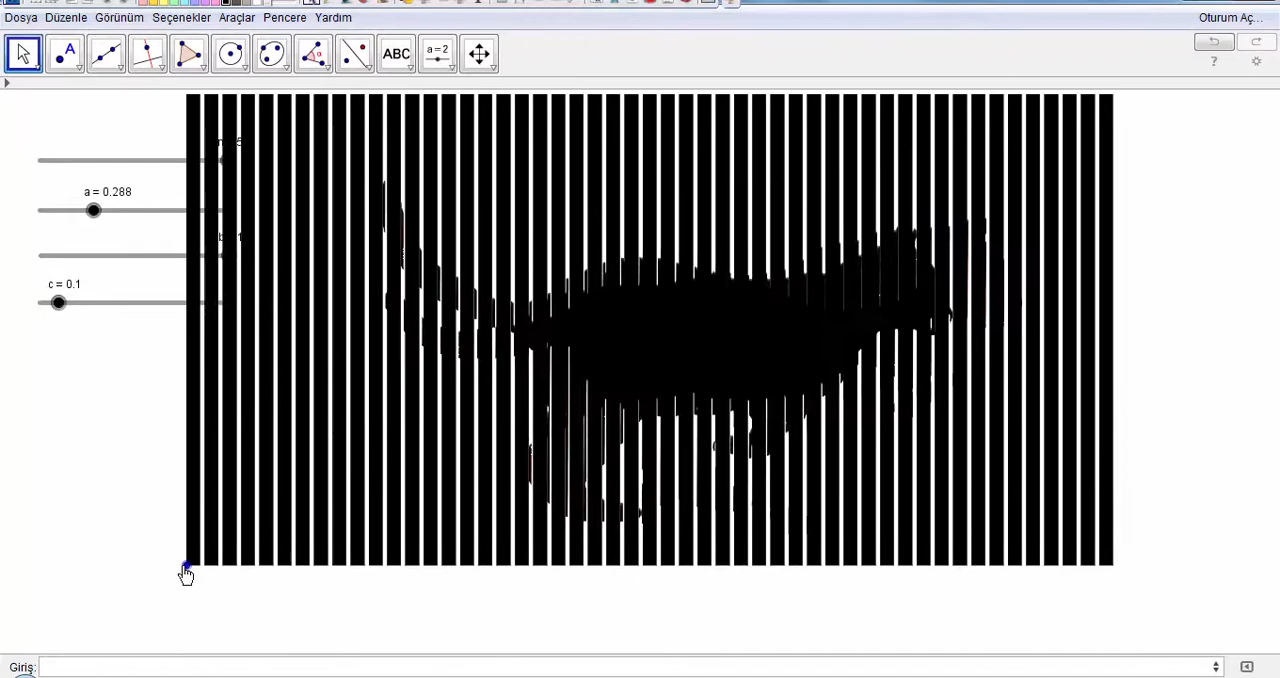 Dosya Düzenle Görünüm Seçenekler Araçlar Pencere Yardım Oturum Aç...
A ABC a=2
a = 0.288
c = 0.1
Giriş: